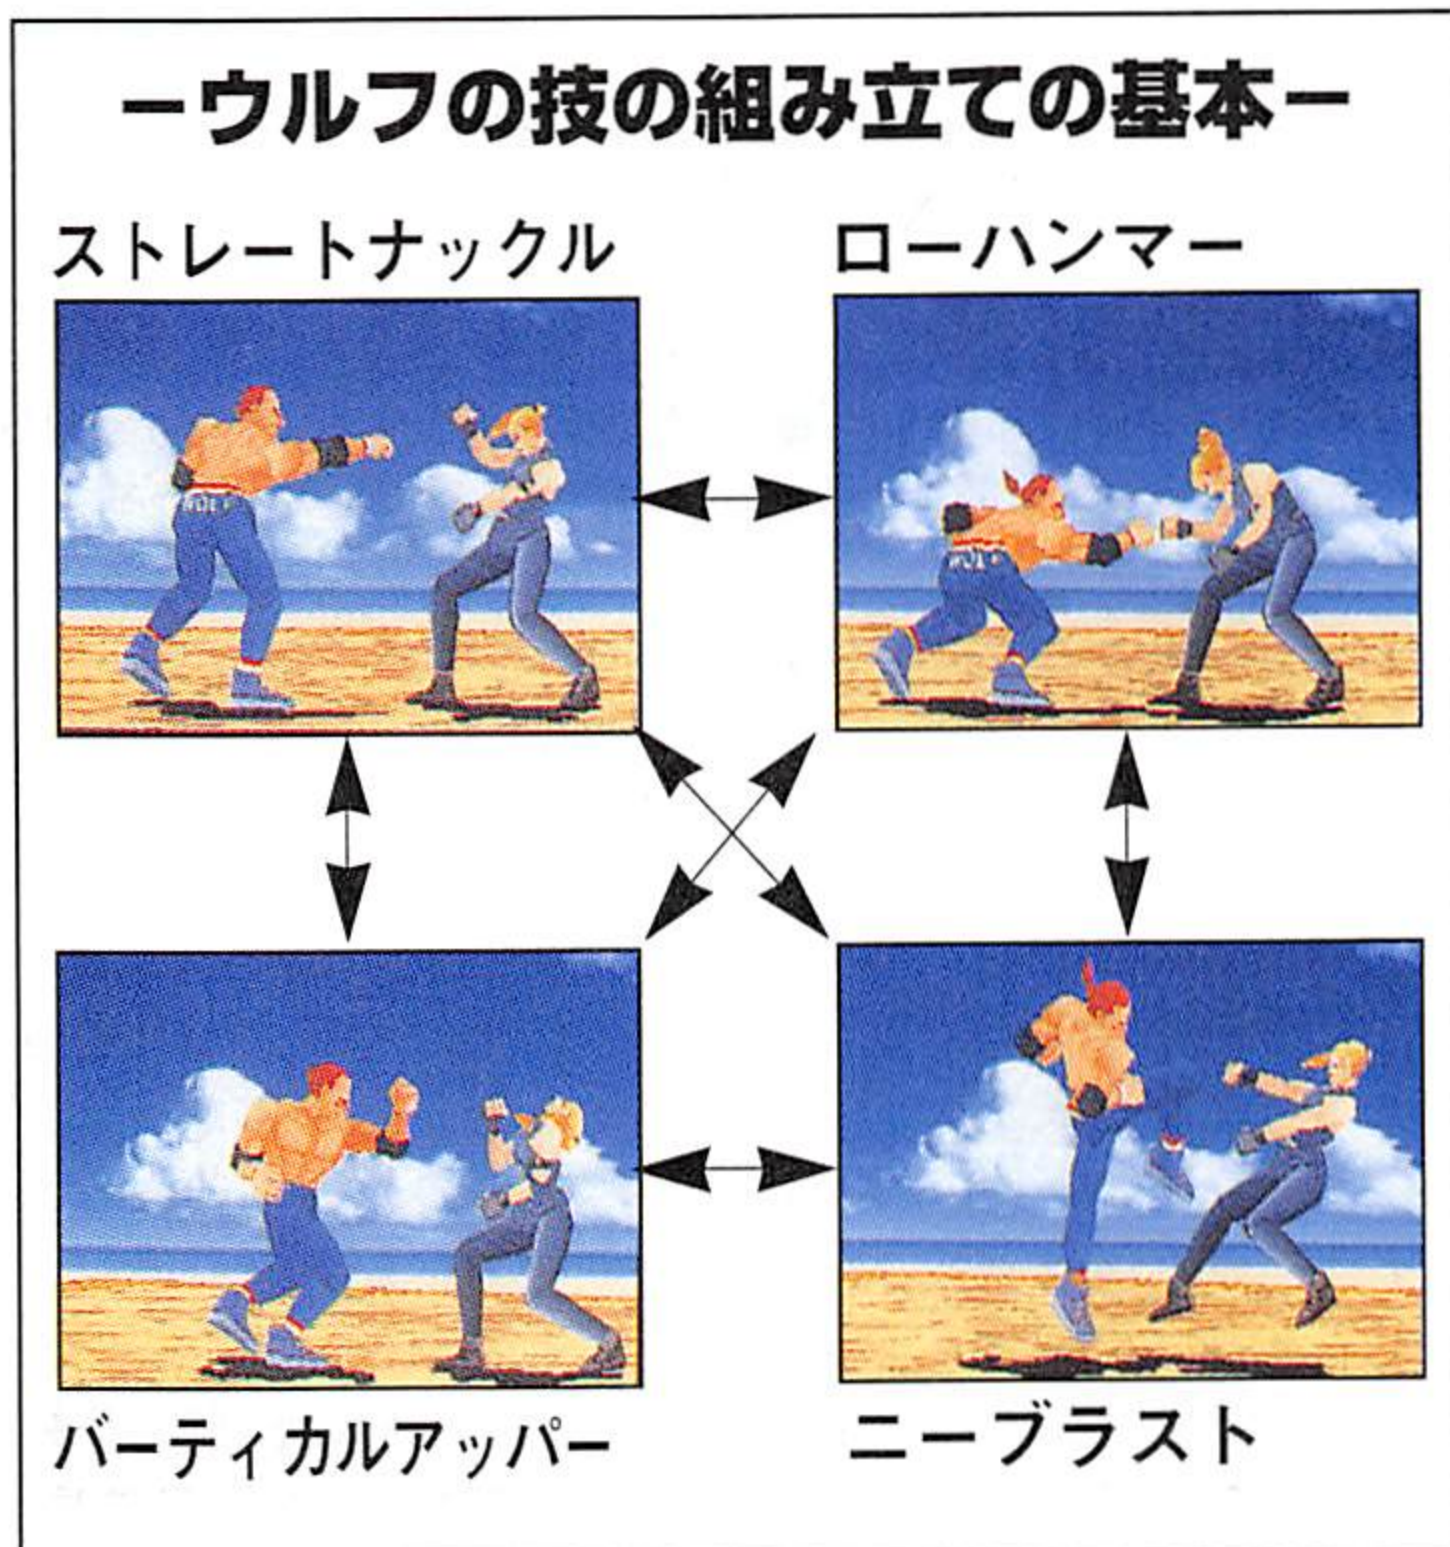 −ウルフの技の組み立ての基本−
ストレートナックル
ローハンマー
バーティカルアッパー
ニーブラスト